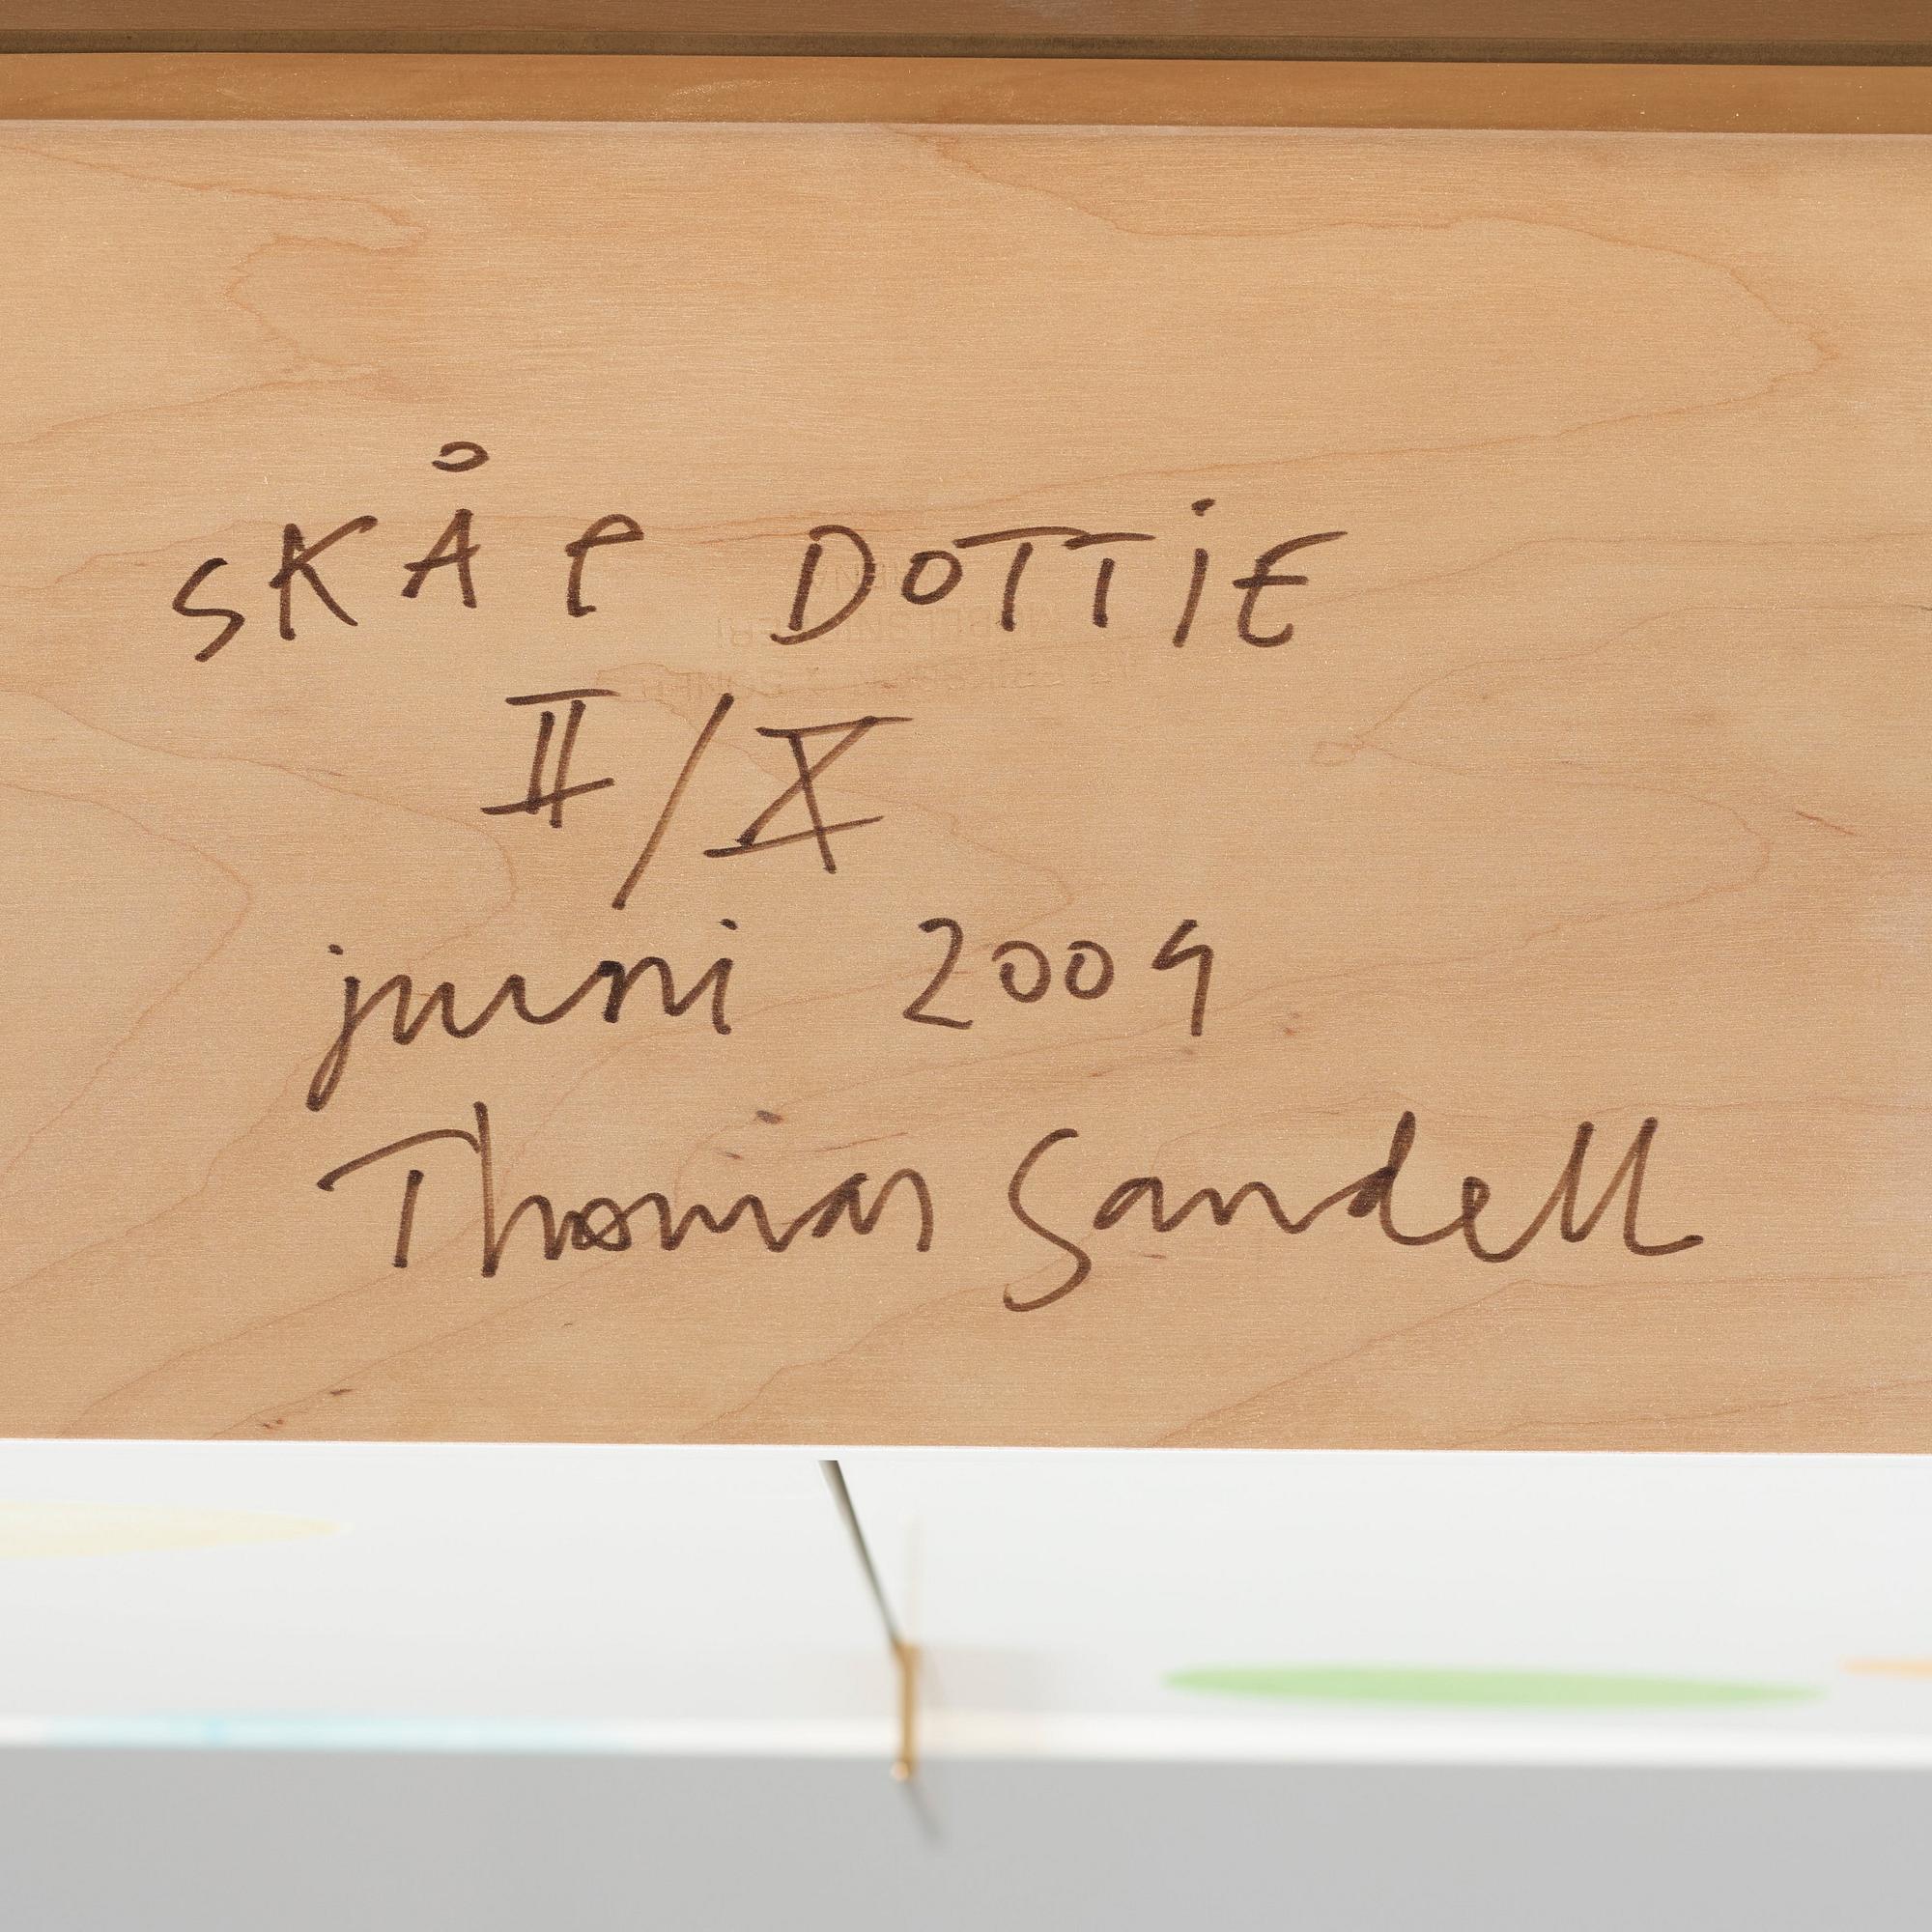 SKÅP DOTTiE
II/X
juni 2009
Thomas Sandell